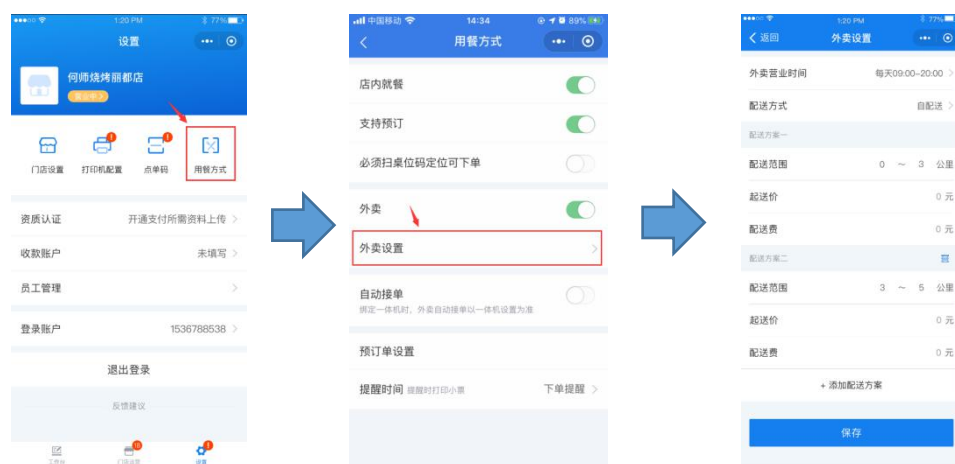 1:20 PM
77%
设置
何师烧烤丽都店
营业中 >
门店设置
打印机配置
点单码
用餐方式
资质认证 开通支付所需资料上传 >
收款账户 未填写 >
员工管理 >
登录账户 1536788538 >
退出登录
反馈建议
工作台
门店运营
设置
中国移动
14:34
89%
用餐方式
店内就餐
支持预订
必须扫桌位码定位可下单
外卖
外卖设置 >
自动接单
绑定一体机时，外卖自动接单以一体机设置为准
预订单设置
提醒时间 提醒时打印小票 下单提醒 >
1:20 PM
77%
返回
外卖设置
外卖营业时间 每天09:00~20:00 >
配送方式 自配送 >
配送方案一
配送范围 0 ~ 3 公里
起送价 0 元
配送费 0 元
配送方案二
配送范围 3 ~ 5 公里
起送价 0 元
配送费 0 元
+ 添加配送方案
保存